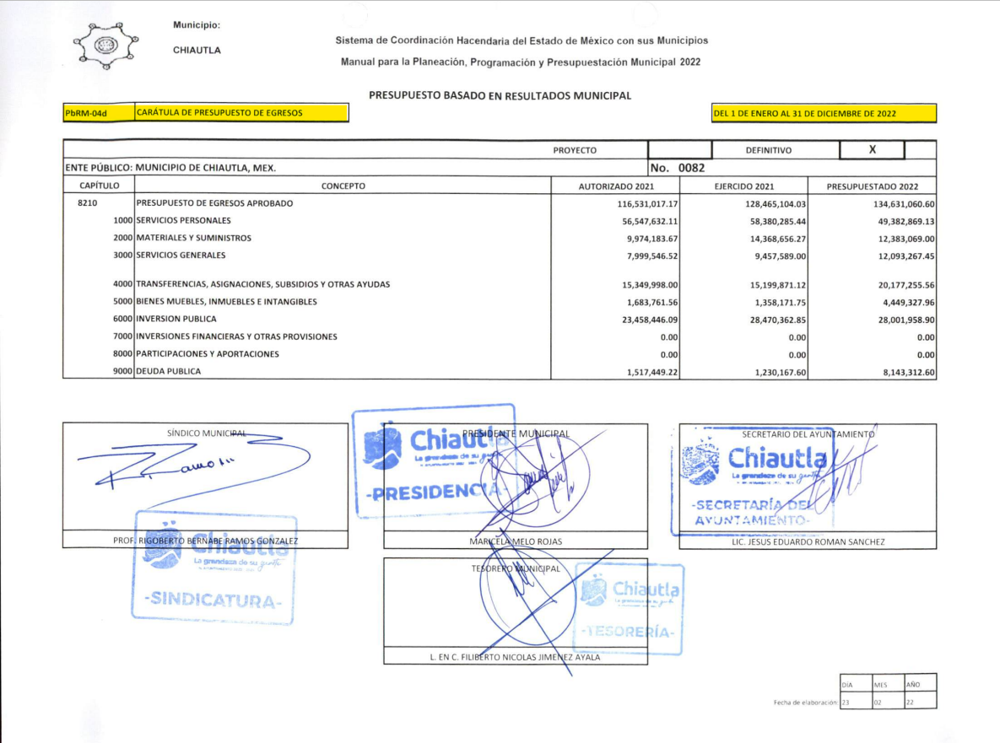 Municipio:
CHIAUTLA
Sistema de Coordinación Hacendaria del Estado de México con sus Municipios
Manual para la Planeación, Programación y Presupuestación Municipal 2022
PRESUPUESTO BASADO EN RESULTADOS MUNICIPAL
PbRM-04d CARÁTULA DE PRESUPUESTO DE EGRESOS DEL 1 DE ENERO AL 31 DE DICIEMBRE DE 2022
PROYECTO DEFINITIVO X
ENTE PÚBLICO: MUNICIPIO DE CHIAUTLA, MEX. No. 0082
CAPÍTULO CONCEPTO AUTORIZADO 2021 EJERCIDO 2021 PRESUPUESTADO 2022
8210 PRESUPUESTO DE EGRESOS APROBADO 116,531,017.17 128,465,104.03 134,631,060.60
1000 SERVICIOS PERSONALES 56,547,632.11 58,380,285.44 49,382,869.13
2000 MATERIALES Y SUMINISTROS 9,974,183.67 14,368,656.27 12,383,069.00
3000 SERVICIOS GENERALES 7,999,546.52 9,457,589.00 12,093,267.45
4000 TRANSFERENCIAS, ASIGNACIONES, SUBSIDIOS Y OTRAS AYUDAS 15,349,998.00 15,199,871.12 20,177,255.56
5000 BIENES MUEBLES, INMUEBLES E INTANGIBLES 1,683,761.56 1,358,171.75 4,449,327.96
6000 INVERSION PUBLICA 23,458,446.09 28,470,362.85 28,001,958.90
7000 INVERSIONES FINANCIERAS Y OTRAS PROVISIONES 0.00 0.00 0.00
8000 PARTICIPACIONES Y APORTACIONES 0.00 0.00 0.00
9000 DEUDA PUBLICA 1,517,449.22 1,230,167.60 8,143,312.60
SÍNDICO MUNICIPAL
PROF. RIGOBERTO BERNABE RAMOS GONZALEZ
Chiautla
La grandeza de su gente
-SINDICATURA-
PRESIDENTE MUNICIPAL
Chiautla
La grandeza de su gente
-PRESIDENCIA-
MARICELA MELO ROJAS
SECRETARIO DEL AYUNTAMIENTO
Chiautla
La grandeza de su gente
-SECRETARÍA DEL
AYUNTAMIENTO-
LIC. JESUS EDUARDO ROMAN SANCHEZ
TESORERO MUNICIPAL
Chiautla
La grandeza de su gente
-TESORERÍA-
L. EN C. FILIBERTO NICOLAS JIMENEZ AYALA
DÍA MES AÑO
Fecha de elaboración: 23 02 22